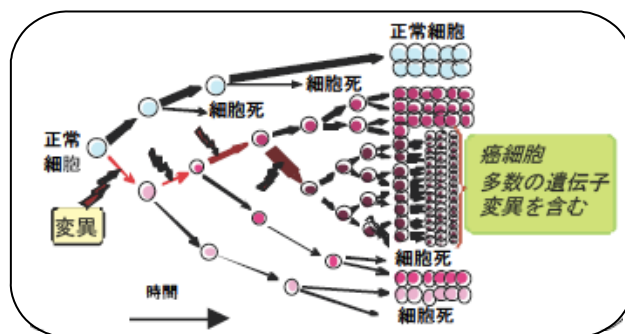 正常細胞
細胞死
細胞死
正常
細胞
変異
癌細胞
多数の遺伝子
変異を含む
細胞死
時間
細胞死